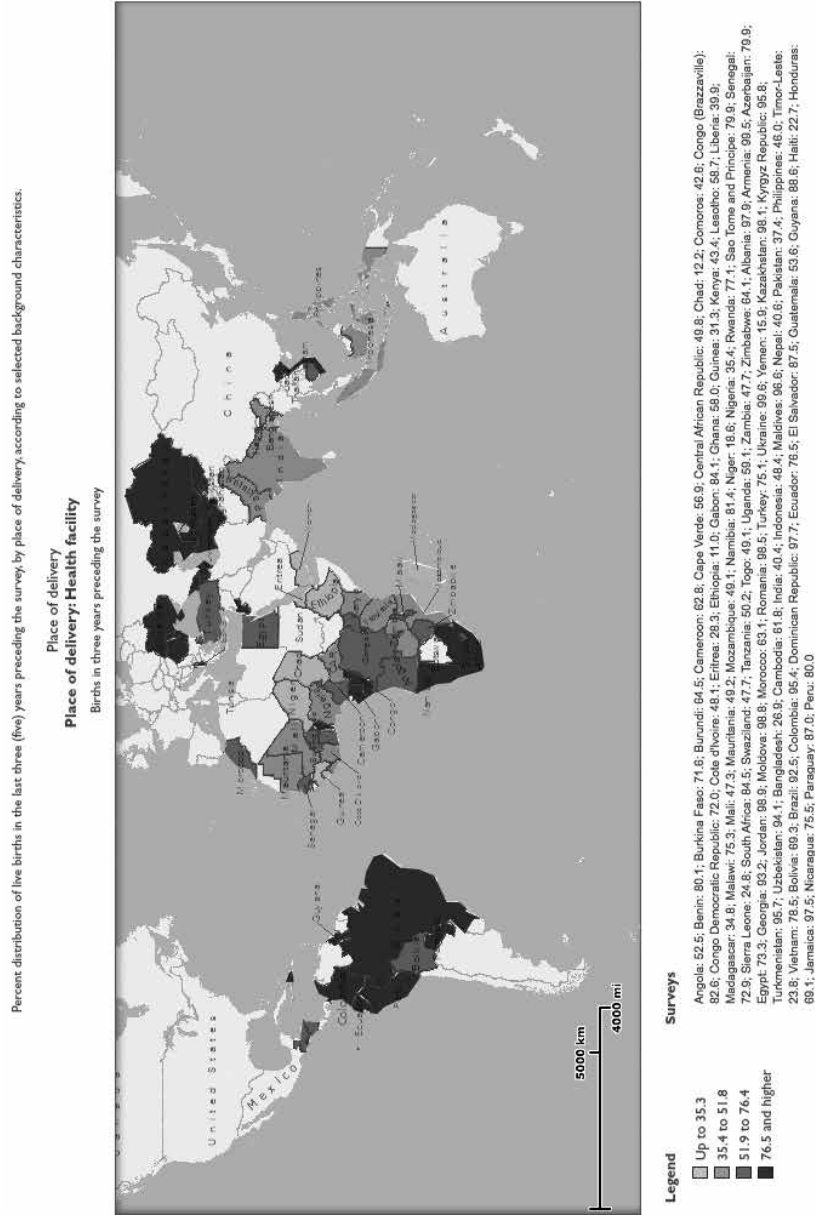 Percent distribution of live births in the last three (five) years preceding the survey, by place of delivery, according to selected background characteristics.
Place of delivery
Place of delivery: Health facility
Births in three years preceding the survey
United States
Mexico
Guyana
China
India
Australia
Philippines
Indonesia
Eritrea
Ethiopia
Sudan
Egypt
Chad
Niger
Mali
Mauritania
Guinea
Cote D'Ivoire
Cameroon
Gabon
Congo
Madagascar
Mozambique
Zimbabwe
5000 km
4000 mi
Legend
Up to 35.3
35.4 to 51.8
51.9 to 76.4
76.5 and higher
Surveys
Angola: 52.5; Benin: 80.1; Burkina Faso: 71.6; Burundi: 64.5; Cameroon: 62.8; Cape Verde: 56.9; Central African Republic: 49.8; Chad: 12.2; Comoros: 42.6; Congo (Brazzaville):
82.6; Congo Democratic Republic: 72.0; Cote d'Ivoire: 48.1; Eritrea: 28.3; Ethiopia: 11.0; Gabon: 84.1; Ghana: 58.0; Guinea: 31.3; Kenya: 43.4; Lesotho: 58.7; Liberia: 39.9;
Madagascar: 34.8; Malawi: 75.3; Mali: 47.3; Mauritania: 49.2; Mozambique: 49.1; Namibia: 81.4; Niger: 18.6; Nigeria: 35.4; Rwanda: 77.1; Sao Tome and Principe: 79.9; Senegal:
72.9; Sierra Leone: 24.8; South Africa: 84.5; Swaziland: 47.7; Tanzania: 50.2; Togo: 49.1; Uganda: 59.1; Zambia: 47.7; Zimbabwe: 64.1; Albania: 97.9; Armenia: 99.5; Azerbaijan: 79.9;
Egypt: 73.3; Georgia: 93.2; Jordan: 98.9; Moldova: 98.8; Morocco: 63.1; Romania: 98.5; Turkey: 75.1; Ukraine: 99.6; Yemen: 15.9; Kazakhstan: 98.1; Kyrgyz Republic: 95.8;
Turkmenistan: 95.7; Uzbekistan: 94.1; Bangladesh: 26.9; Cambodia: 61.8; India: 40.4; Indonesia: 48.4; Maldives: 96.6; Nepal: 40.6; Pakistan: 37.4; Philippines: 46.0; Timor-Leste:
23.8; Vietnam: 78.5; Bolivia: 69.3; Brazil: 92.5; Colombia: 95.4; Dominican Republic: 97.7; Ecuador: 76.5; El Salvador: 87.5; Guatemala: 53.6; Guyana: 88.6; Haiti: 22.7; Honduras:
69.1; Jamaica: 97.5; Nicaragua: 75.5; Paraguay: 87.0; Peru: 80.0